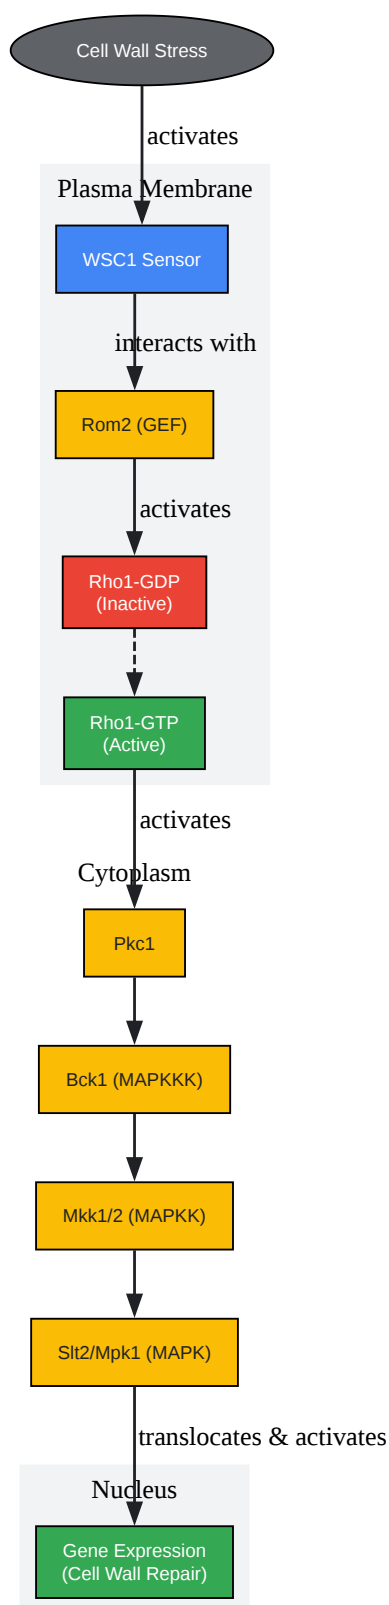 Cell Wall Stress
activates
Plasma Membrane
WSC1 Sensor
interacts with
Rom2 (GEF)
activates
Rho1-GDP
(Inactive)
Rho1-GTP
(Active)
activates
Cytoplasm
Pkc1
Bck1 (MAPKKK)
Mkk1/2 (MAPKK)
Slt2/Mpk1 (MAPK)
translocates & activates
Nucleus
Gene Expression
(Cell Wall Repair)